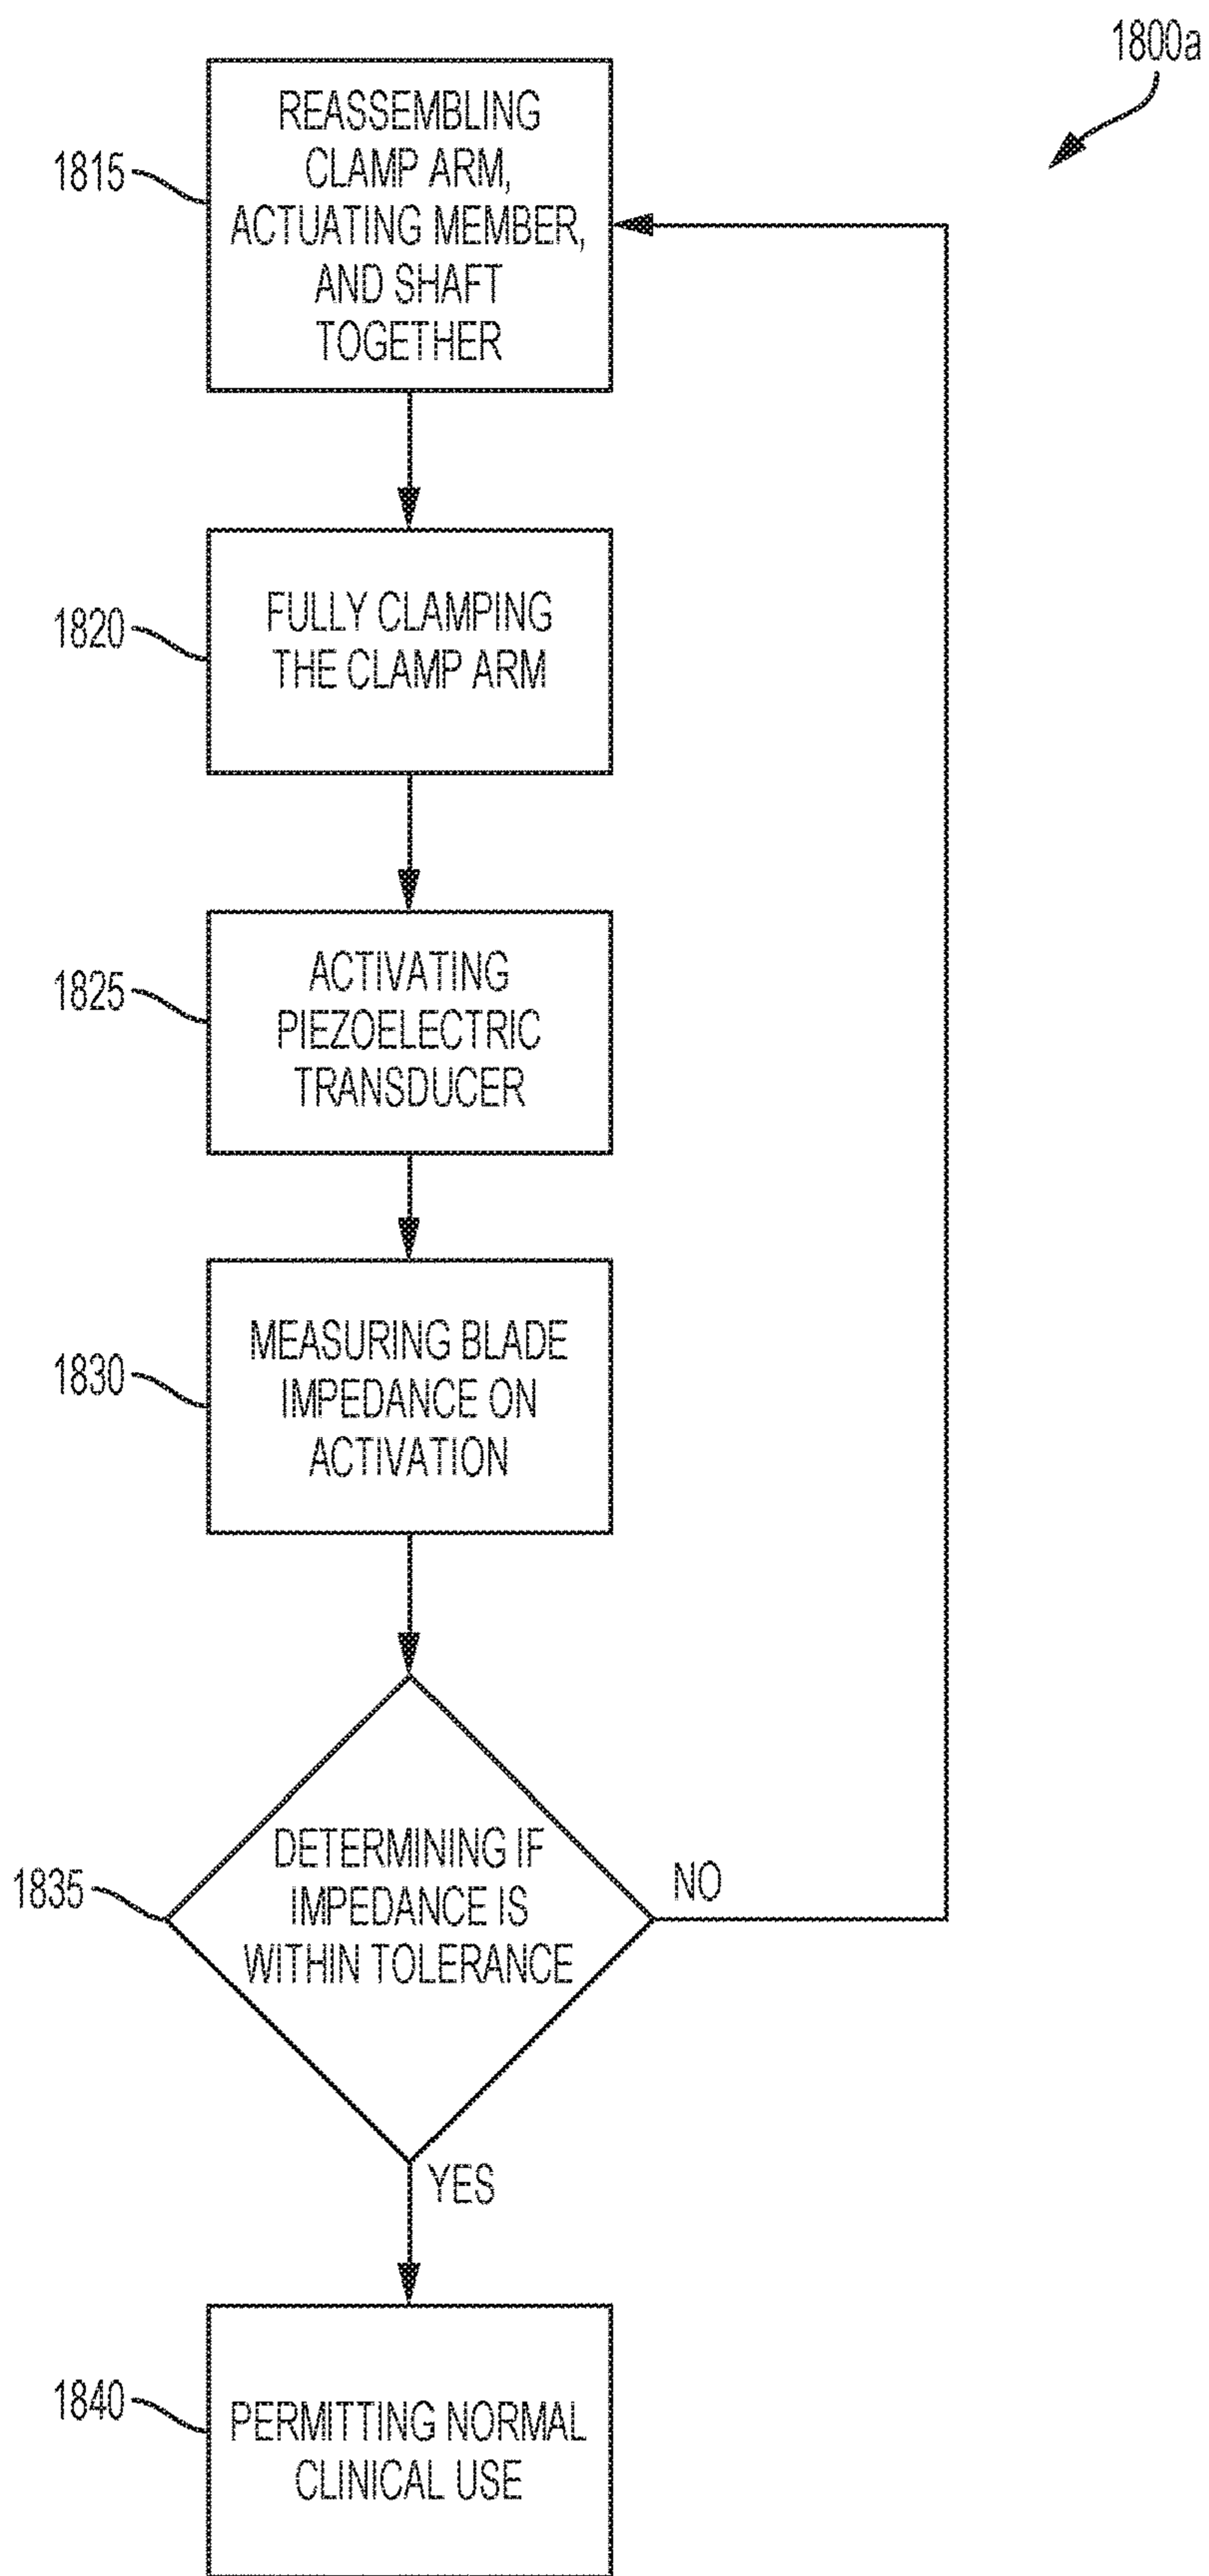 1800a
1815
REASSEMBLING
CLAMP ARM,
ACTUATING MEMBER,
AND SHAFT
TOGETHER
1820
FULLY CLAMPING
THE CLAMP ARM
1825
ACTIVATING
PIEZOELECTRIC
TRANSDUCER
1830
MEASURING BLADE
IMPEDANCE ON
ACTIVATION
1835
DETERMINING IF
IMPEDANCE IS
WITHIN TOLERANCE
NO
YES
1840
PERMITTING NORMAL
CLINICAL USE